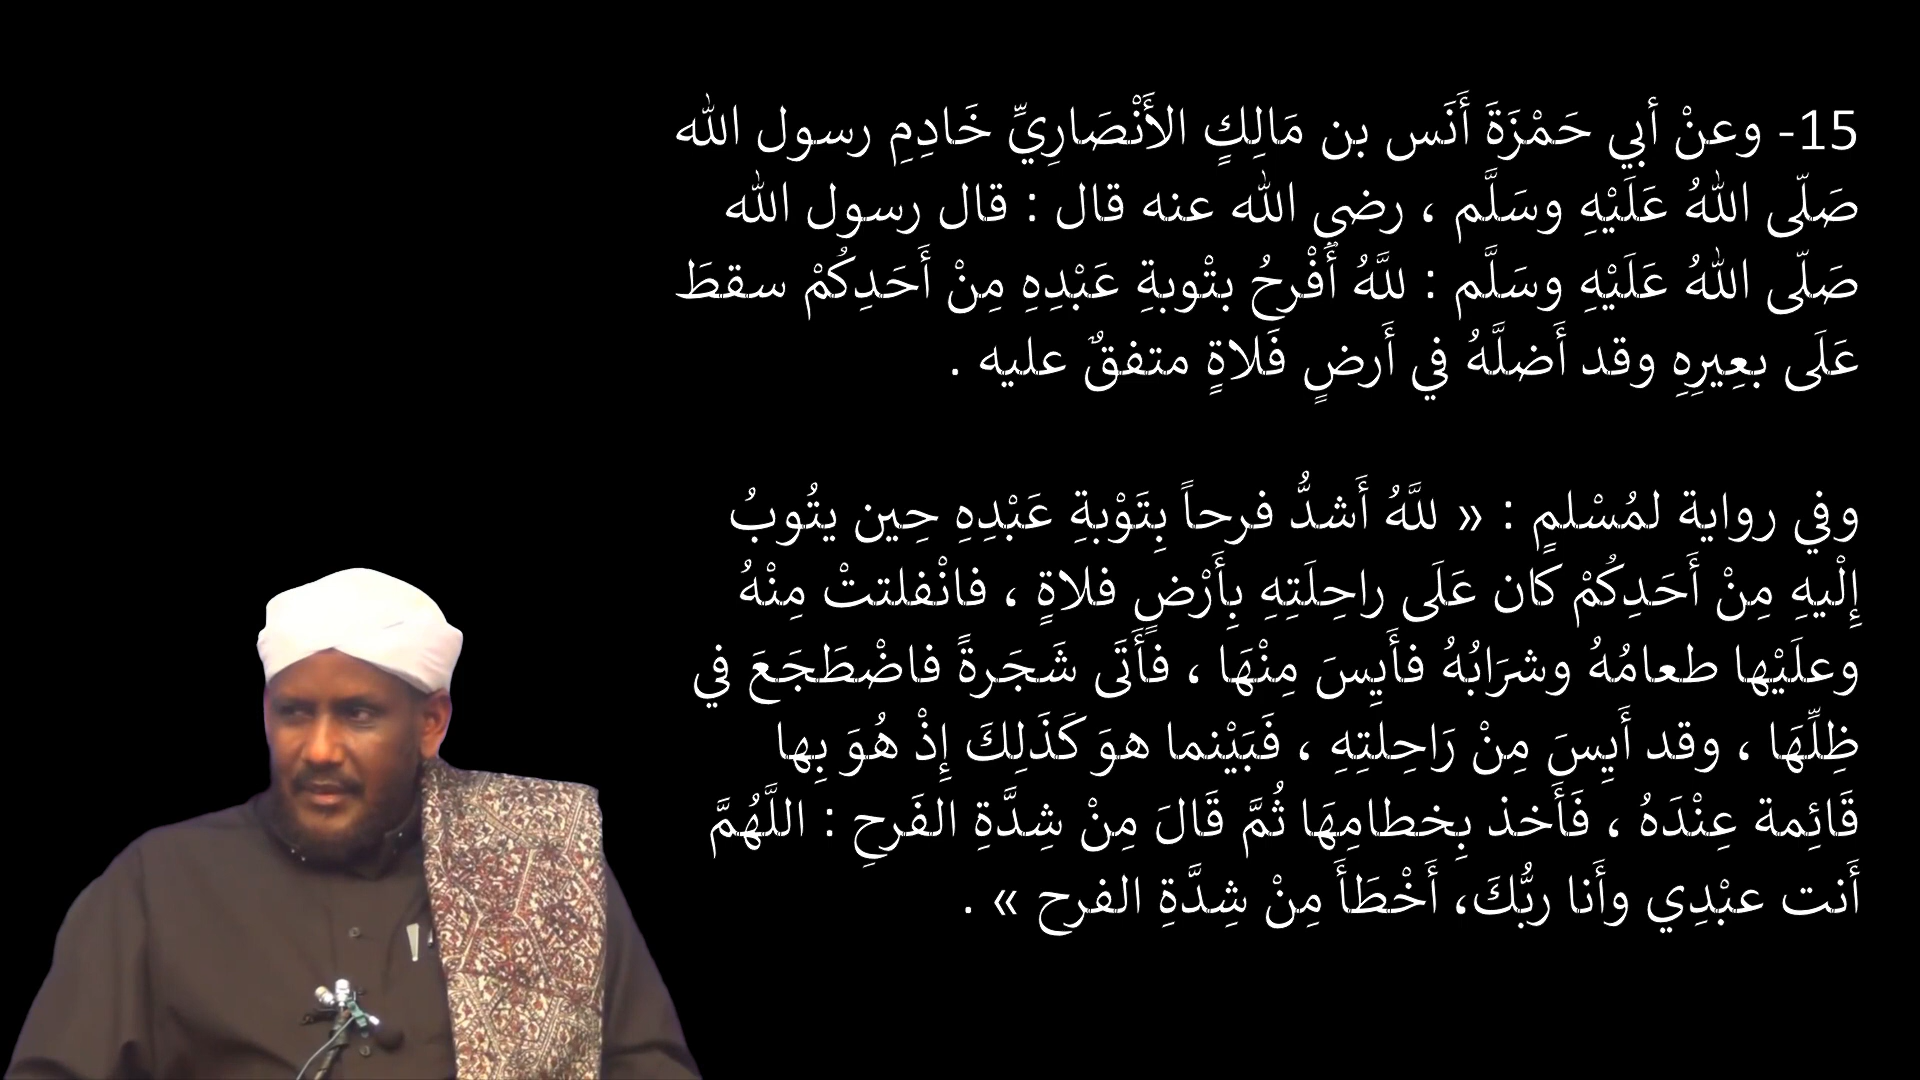 15- وعنْ أبي حَمْزَةَ أَنَس بن مَالِكٍ الأَنْصَارِيِّ خَادِمِ رسول الله
صَلّى اللهُ عَلَيْهِ وسَلَّم ، رضي الله عنه قال : قال رسول الله
صَلّى اللهُ عَلَيْهِ وسَلَّم : للَّهُ أَفْرحُ بتْوبةِ عَبْدِهِ مِنْ أَحَدِكُمْ سقطَ
عَلَى بعِيرِهِ وقد أَضلَّهُ في أَرضٍ فَلاةٍ متفقٌ عليه .
وفي رواية لمُسْلمٍ : « للَّهُ أَشدُّ فرحاً بِتَوْبةِ عَبْدِهِ حِين يتُوبُ
إِلْيهِ مِنْ أَحَدِكُمْ كان عَلَى راحِلَتِهِ بِأَرْضٍ فلاةٍ ، فانْفلتتْ مِنْهُ
وعلَيْها طعامُهُ وشرَابُهُ فأَيِسَ مِنْهَا ، فأَتَى شَجَرةً فاضْطَجَعَ في
ظِلِّهَا ، وقد أَيِسَ مِنْ رَاحِلتِهِ ، فَبَيْنما هوَ كَذَلِكَ إِذْ هُوَ بِها
قَائِمة عِنْدَهُ ، فَأَخذ بِخطامِهَا ثُمَّ قَالَ مِنْ شِدَّةِ الفَرحِ : اللَّهُمَّ
أَنت عبْدِي وأَنا ربُّكَ، أَخْطَأَ مِنْ شِدَّةِ الفرح » .